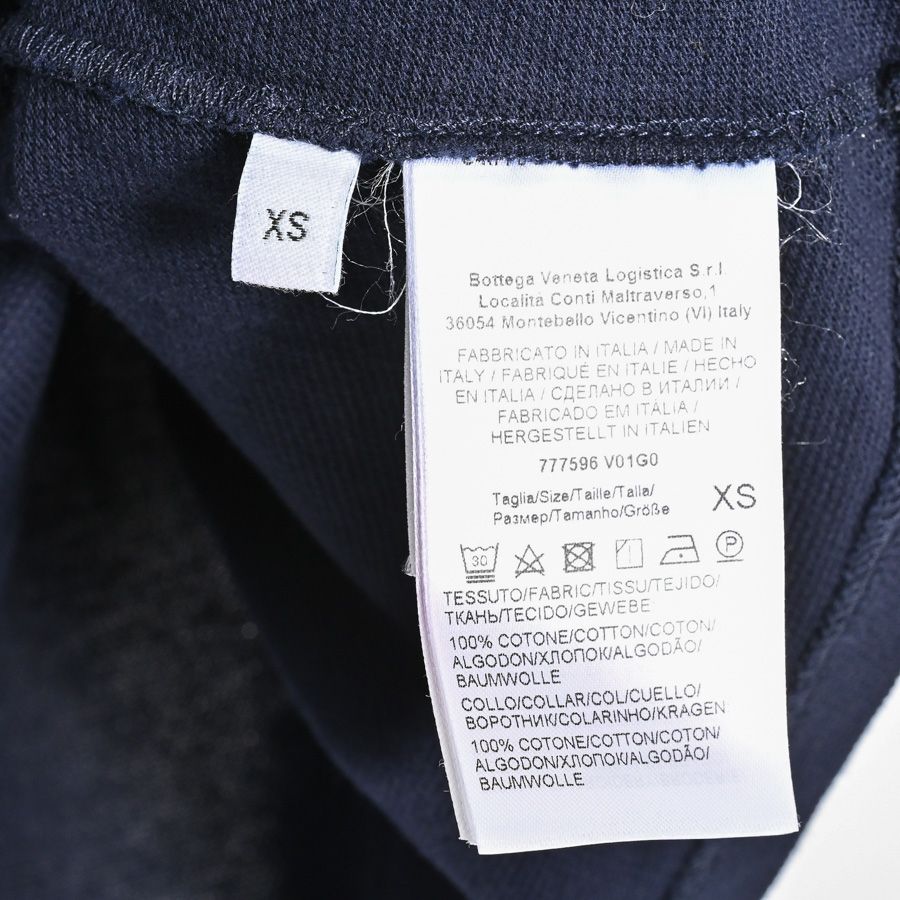 XS
Bottega Veneta Logistica S.r.l.
Località Conti Maltraverso,1
36054 Montebello Vicentino (VI) Italy
FABBRICATO IN ITALIA / MADE IN
ITALY / FABRIQUÉ EN ITALIE / HECHO
EN ITALIA / СДЕЛАНО В ИТАЛИИ /
FABRICADO EM ITÁLIA /
HERGESTELLT IN ITALIEN
777596 V01G0
Taglia/Size/Taille/Talla/
Размер/Tamanho/Größe
XS
30
P
TESSUTO/FABRIC/TISSU/TEJIDO/
ТКАНЬ/TECIDO/GEWEBE
100% COTONE/COTTON/COTON/
ALGODON/ХЛОПОК/ALGODÃO/
BAUMWOLLE
COLLO/COLLAR/COL/CUELLO/
ВОРОТНИК/COLARINHO/KRAGEN
100% COTONE/COTTON/COTON/
ALGODON/ХЛОПОК/ALGODÃO/
BAUMWOLLE